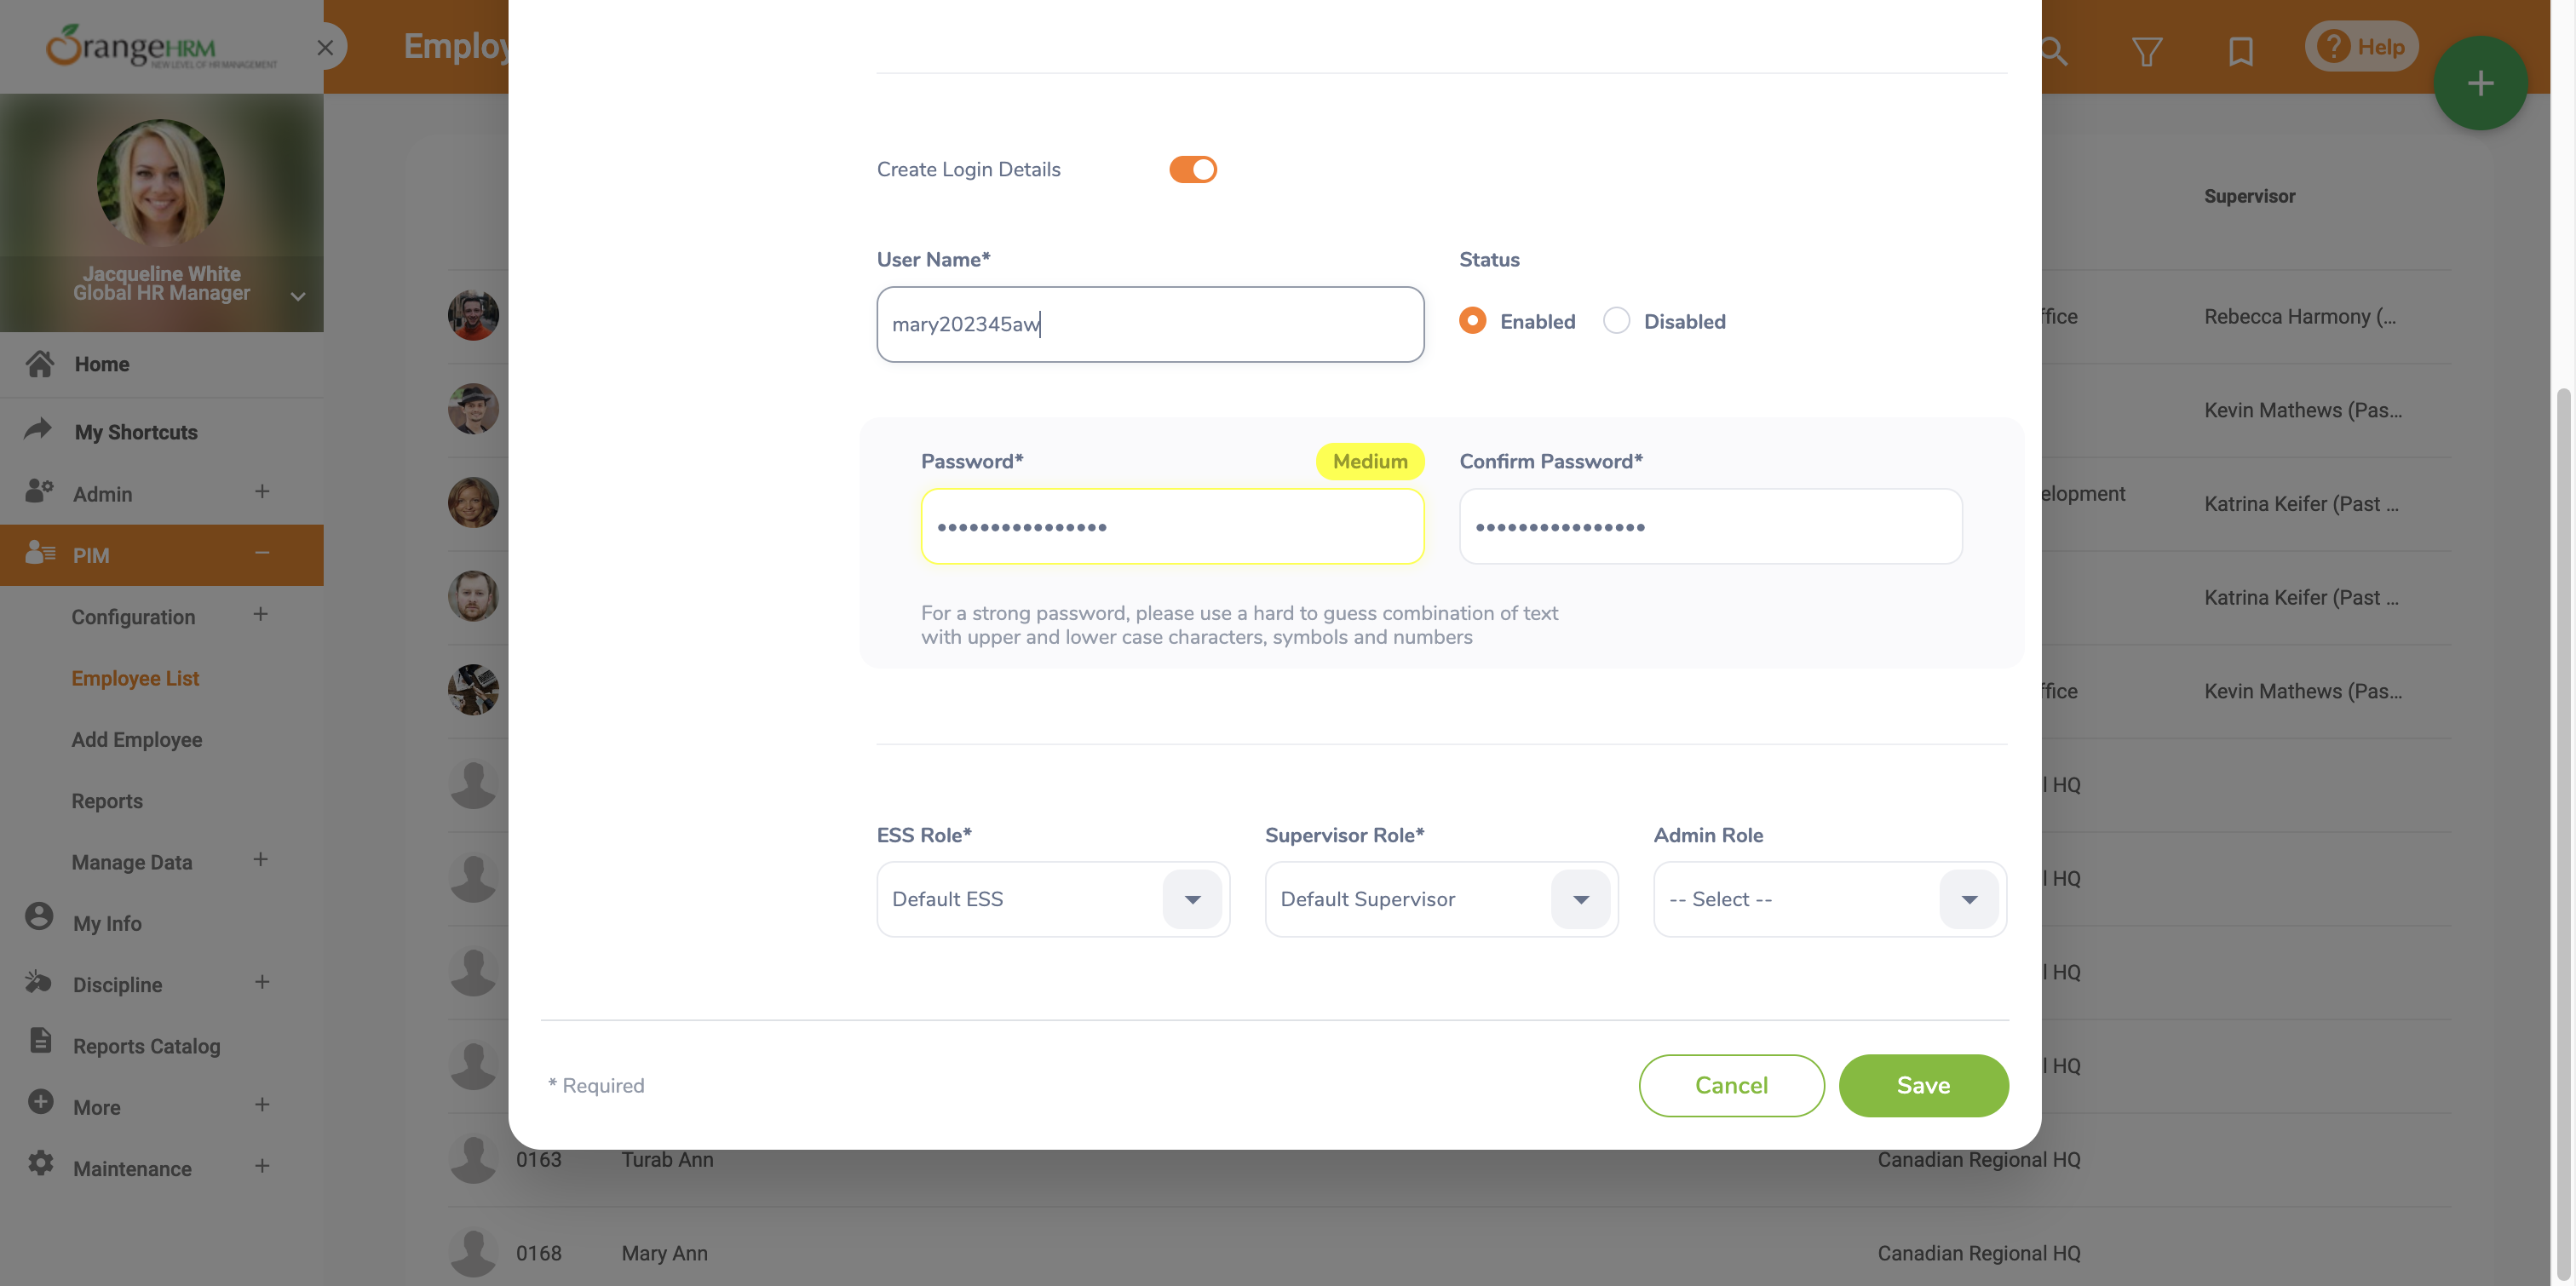 OrangeHRM
NEW LEVEL OF HR MANAGEMENT
Employ
Help
Jacqueline White
Global HR Manager
Home
My Shortcuts
Admin
PIM
Configuration
Employee List
Add Employee
Reports
Manage Data
My Info
Discipline
Reports Catalog
More
Maintenance
Create Login Details
User Name*
Status
mary202345aw
Enabled
Disabled
Password*
Medium
Confirm Password*
For a strong password, please use a hard to guess combination of text
with upper and lower case characters, symbols and numbers
ESS Role*
Supervisor Role*
Admin Role
Default ESS
Default Supervisor
-- Select --
* Required
Cancel
Save
Supervisor
ffice
Rebecca Harmony (...
Kevin Mathews (Pas...
elopment
Katrina Keifer (Past ...
Katrina Keifer (Past ...
ffice
Kevin Mathews (Pas...
l HQ
l HQ
l HQ
l HQ
0163
Turab Ann
Canadian Regional HQ
0168
Mary Ann
Canadian Regional HQ